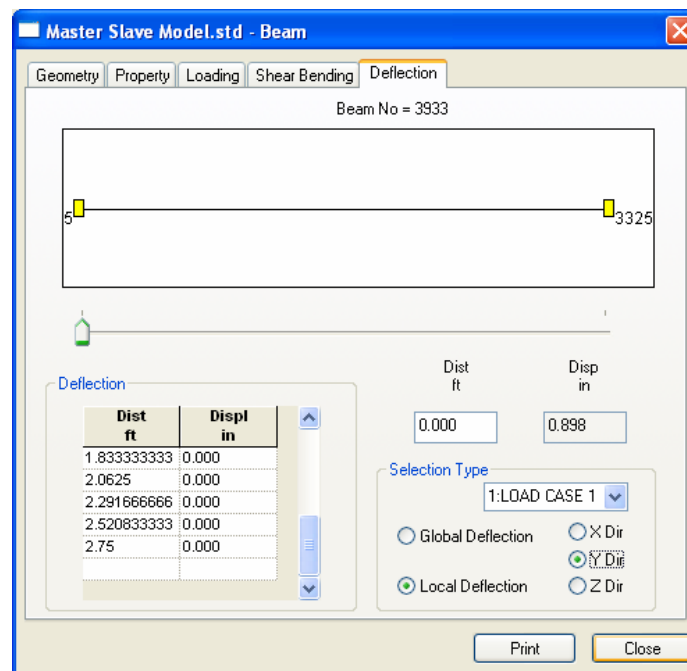 Master Slave Model.std - Beam
Geometry Property Loading Shear Bending Deflection
Beam No = 3933
5 3325
Dist Disp
ft in
0.000 0.898
Deflection
Dist Displ
ft in
1.833333333 0.000
2.0625 0.000
2.291666666 0.000
2.520833333 0.000
2.75 0.000
Selection Type
1:LOAD CASE 1
Global Deflection X Dir
Y Dir
Local Deflection Z Dir
Print Close